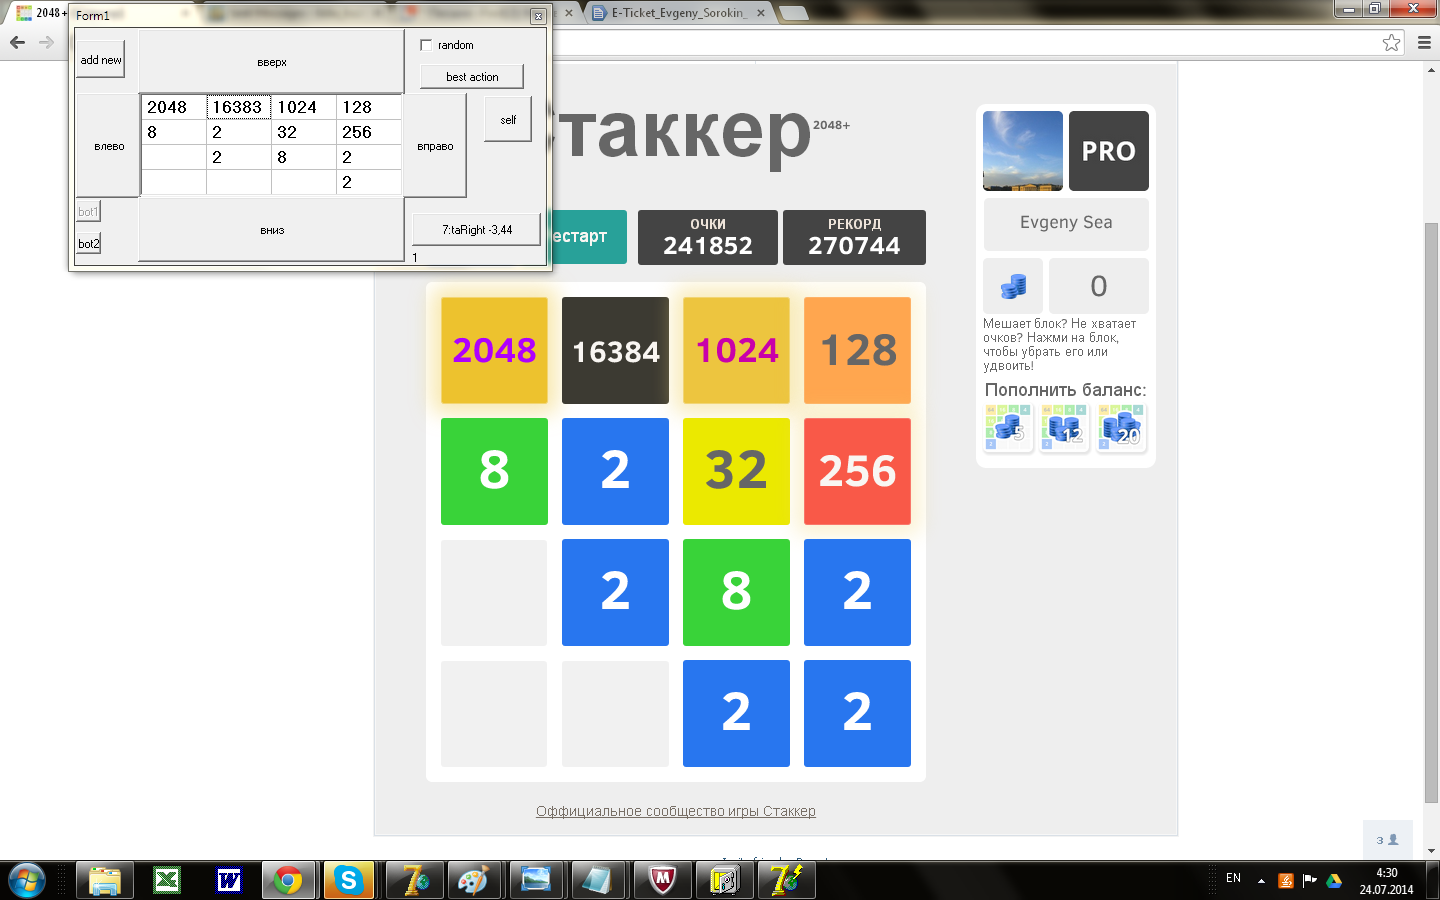 2048+
E-Ticket_Evgeny_Sorokin_
Form1
add new
вверх
random
best action
self
влево
2048 16383 1024 128
8 2 32 256
2 8 2
2
вправо
bot1
bot2
вниз
7:taRight -3,44
1
Стаккер
2048+
естарт
ОЧКИ
241852
РЕКОРД
270744
2048 16384 1024 128
8 2 32 256
2 8 2
2 2
Оффициальное сообщество игры Стаккер
PRO
Evgeny Sea
0
Мешает блок? Не хватает
очков? Нажми на блок,
чтобы убрать его или
удвоить!
Пополнить баланс:
5 12 20
3
EN
4:30
24.07.2014